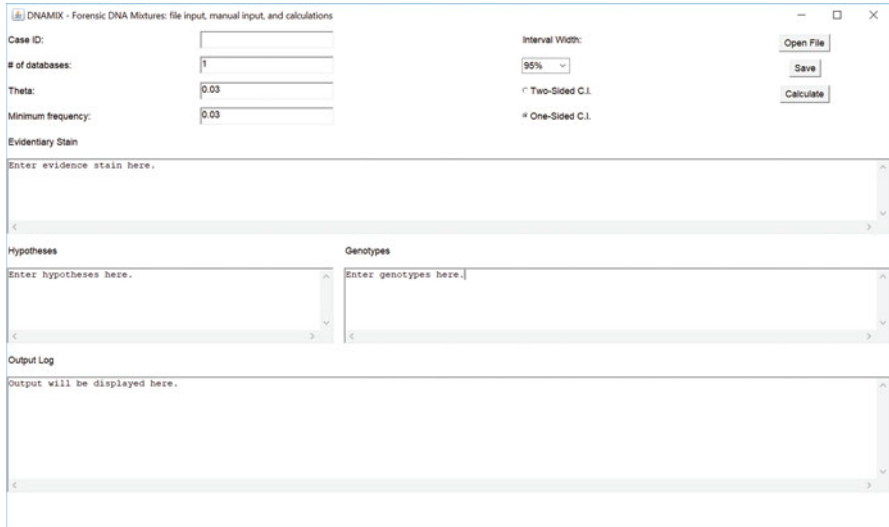 DNAMIX - Forensic DNA Mixtures: file input, manual input, and calculations
Case ID:
Interval Width:
Open File
# of databases:
1
95%
Save
Theta:
0.03
Two-Sided C.I.
Calculate
Minimum frequency:
0.03
One-Sided C.I.
Evidentiary Stain
Enter evidence stain here.
Hypotheses
Genotypes
Enter hypotheses here.
Enter genotypes here.
Output Log
Output will be displayed here.